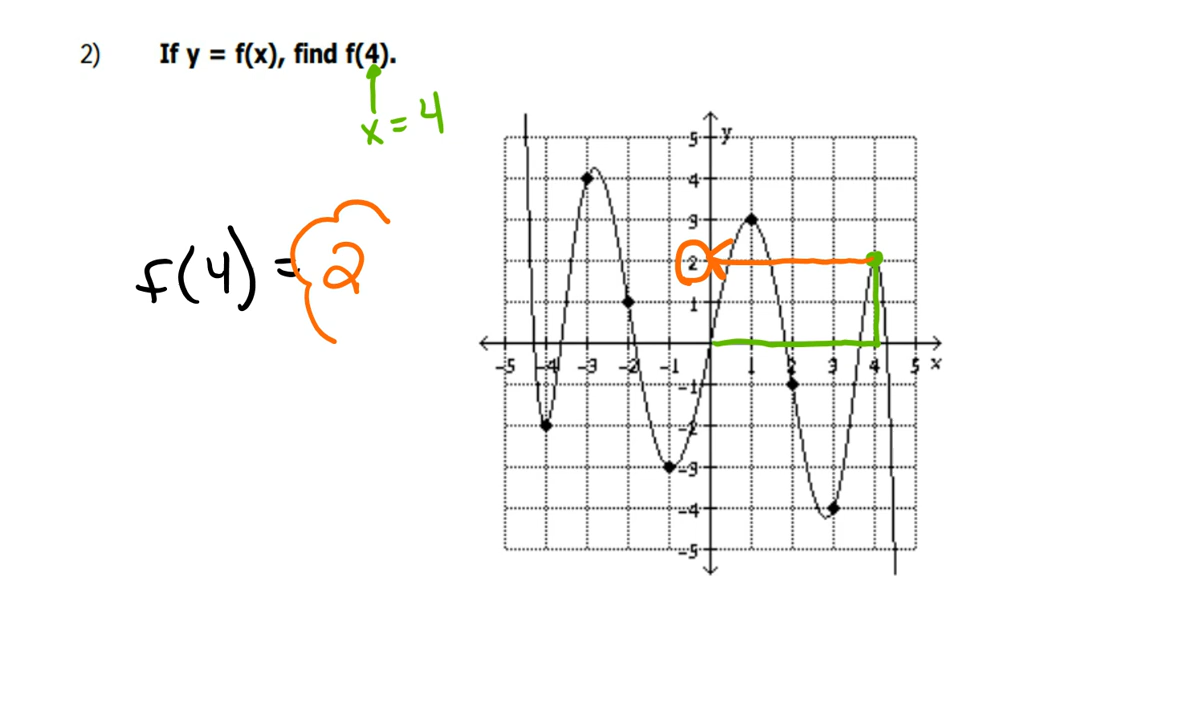 2) If y = f(x), find f(4).
x = 4
f(4) = 2
y
5
4
3
2
1
-5 -4 -3 -2 -1 1 2 3 4 5 x
-1
-2
-3
-4
-5